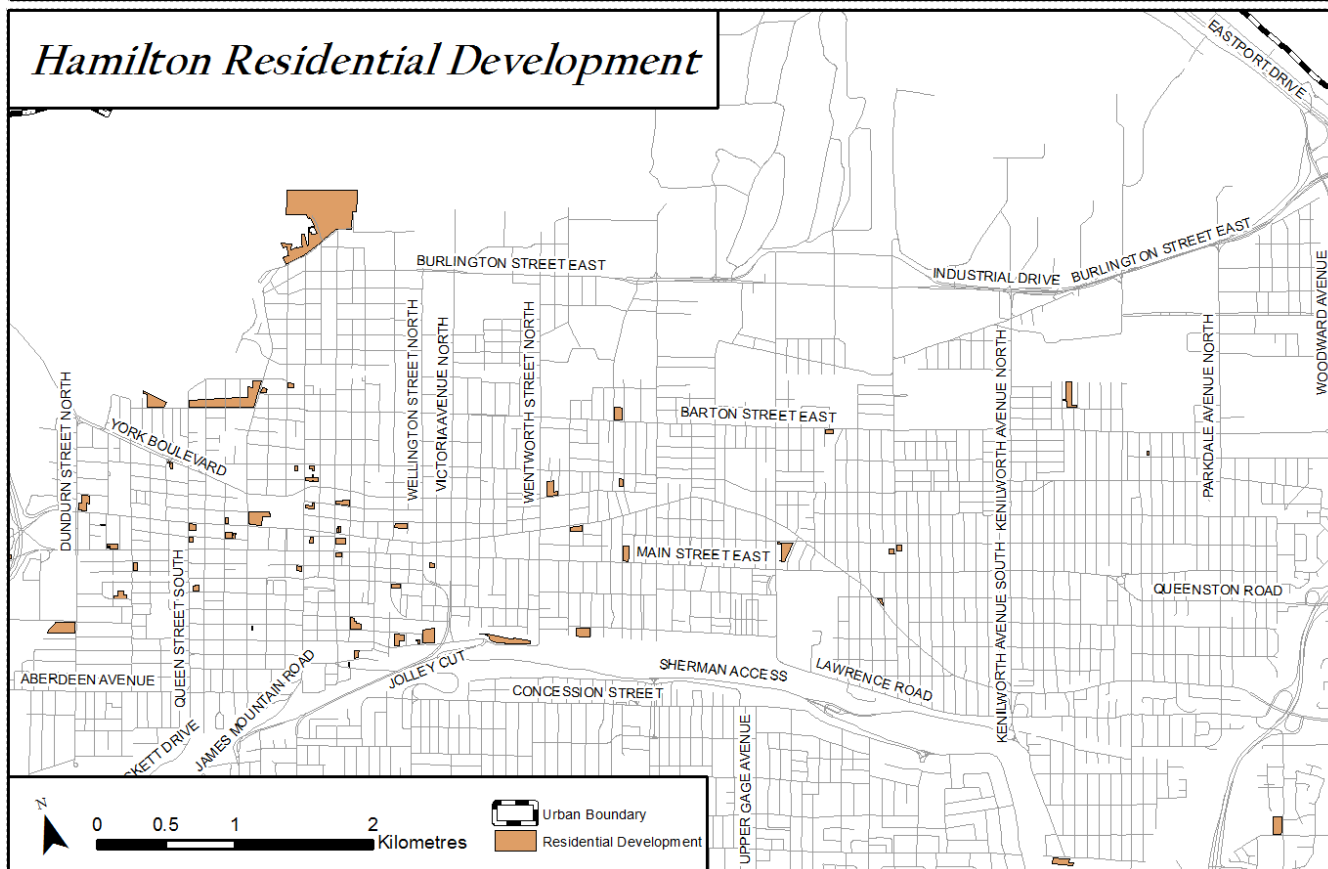 Hamilton Residential Development
EASTPORT DRIVE
BURLINGTON STREET EAST
INDUSTRIAL DRIVE
BURLINGTON STREET EAST
WOODWARD AVENUE
WELLINGTON STREET NORTH
VICTORIA AVENUE NORTH
WENTWORTH STREET NORTH
KENILWORTH AVENUE NORTH
PARKDALE AVENUE NORTH
DUNDURN STREET NORTH
YORK BOULEVARD
BARTON STREET EAST
MAIN STREET EAST
QUEENSTON ROAD
QUEEN STREET SOUTH
KENILWORTH AVENUE SOUTH
ABERDEEN AVENUE
JAMES MOUNTAIN ROAD
JOLLEY CUT
SHERMAN ACCESS
LAWRENCE ROAD
CONCESSION STREET
SKETT DRIVE
UPPER GAGE AVENUE
N
0 0.5 1 2
Kilometres
Urban Boundary
Residential Development